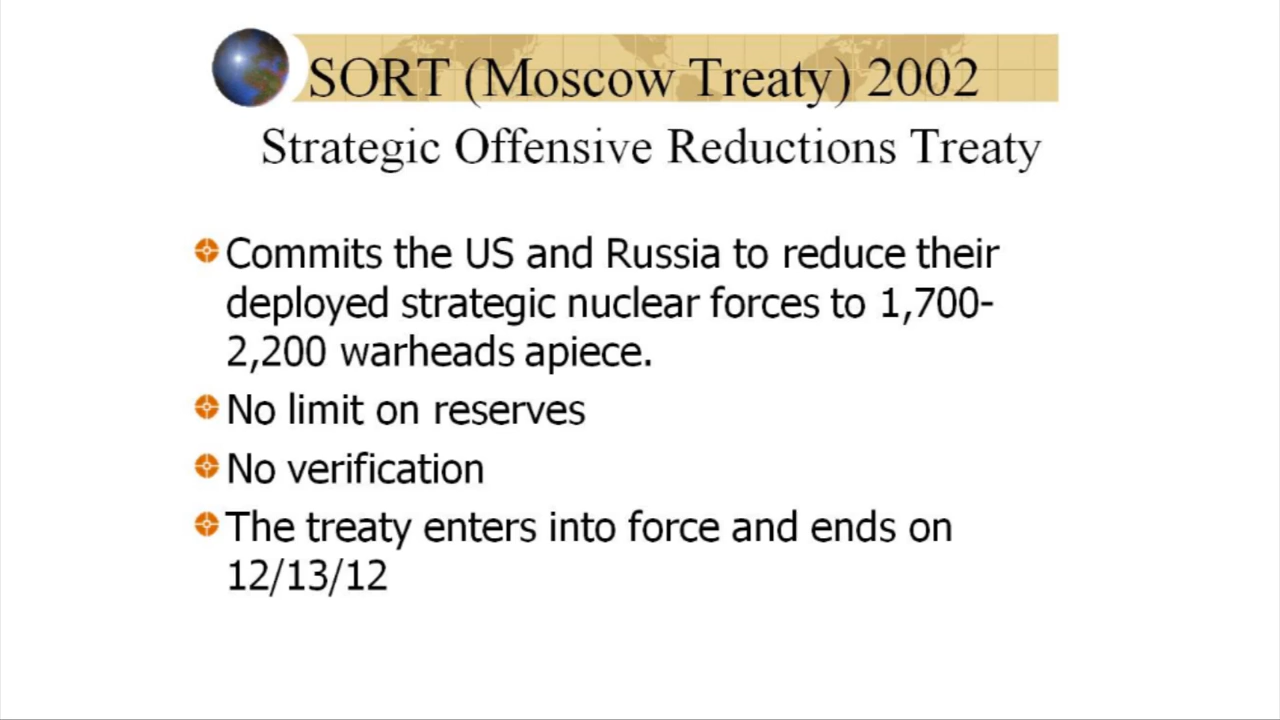 SORT (Moscow Treaty) 2002
Strategic Offensive Reductions Treaty
Commits the US and Russia to reduce their
deployed strategic nuclear forces to 1,700-
2,200 warheads apiece.
No limit on reserves
No verification
The treaty enters into force and ends on
12/13/12